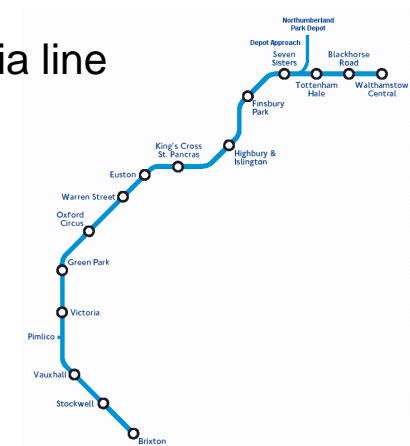 ia line
Northumberland
Park Depot
Depot Approach
Seven
Sisters
Blackhorse
Road
Tottenham
Hale
Walthamstow
Central
Finsbury
Park
King's Cross
St. Pancras
Highbury &
Islington
Euston
Warren Street
Oxford
Circus
Green Park
Victoria
Pimlico
Vauxhall
Stockwell
Brixton